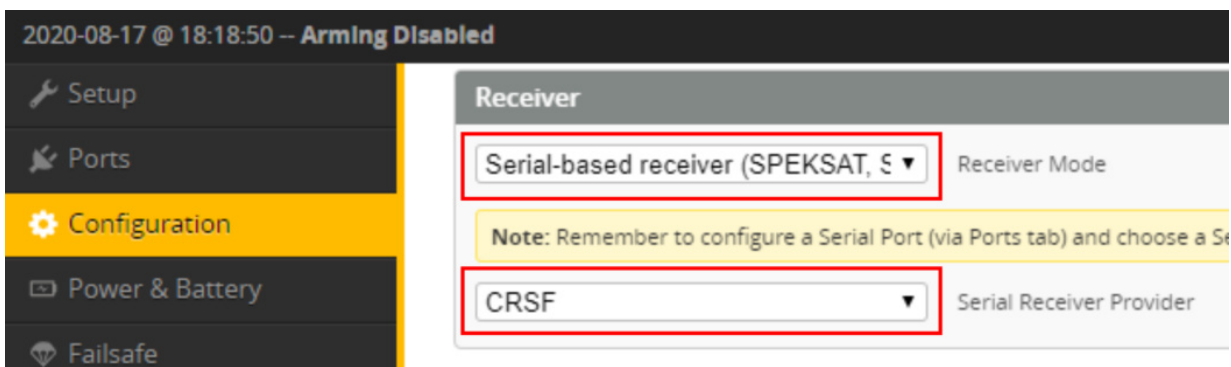 2020-08-17 @ 18:18:50 -- Arming Disabled
Setup
Ports
Configuration
Power & Battery
Failsafe
Receiver
Serial-based receiver (SPEKSAT, S
Receiver Mode
Note: Remember to configure a Serial Port (via Ports tab) and choose a Se
CRSF
Serial Receiver Provider